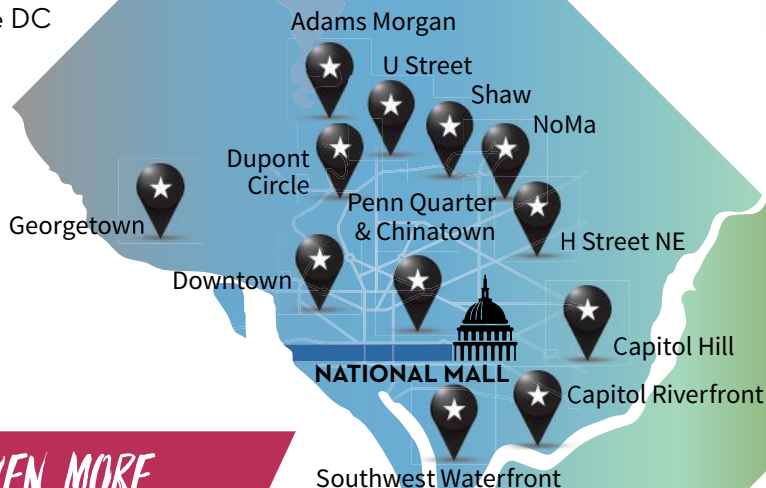 DC
Adams Morgan
U Street
Shaw
NoMa
Dupont
Circle
Penn Quarter
& Chinatown
Georgetown
H Street NE
Downtown
Capitol Hill
NATIONAL MALL
Capitol Riverfront
MORE
Southwest Waterfront